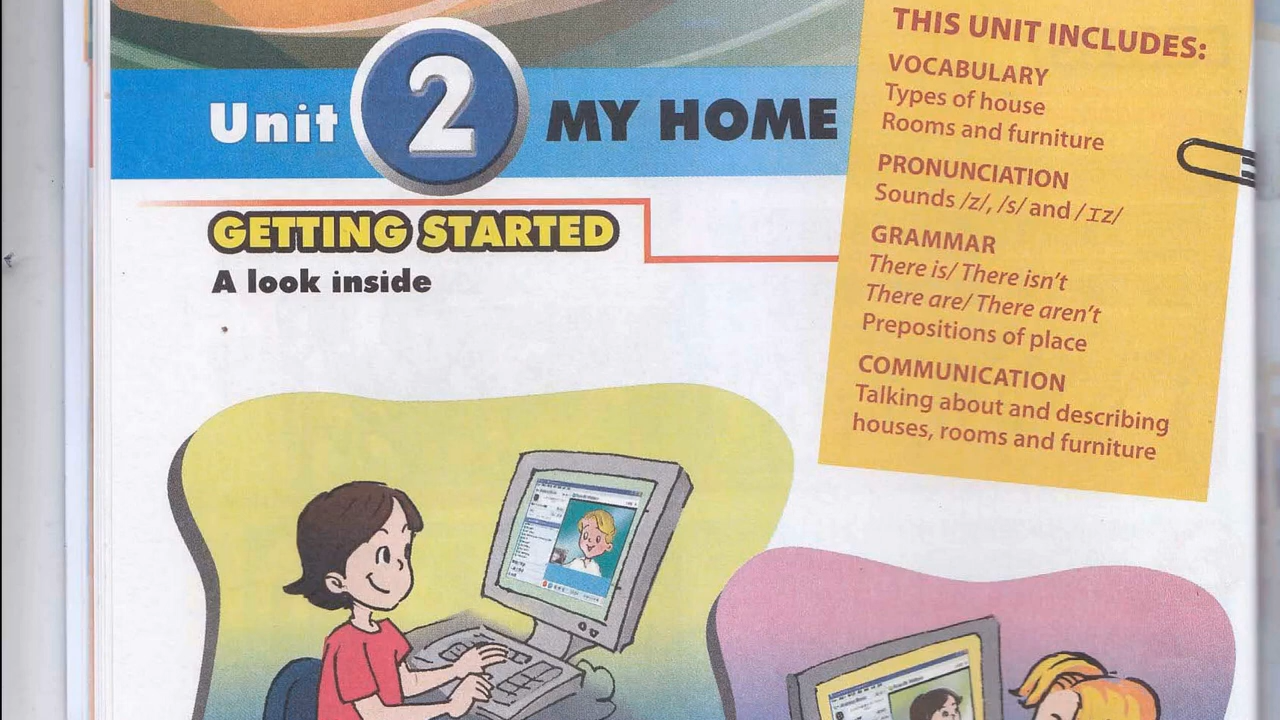 Unit 2 MY HOME
GETTING STARTED
A look inside
THIS UNIT INCLUDES:
VOCABULARY
Types of house
Rooms and furniture
PRONUNCIATION
Sounds /z/, /s/ and /ɪz/
GRAMMAR
There is/ There isn't
There are/ There aren't
Prepositions of place
COMMUNICATION
Talking about and describing
houses, rooms and furniture